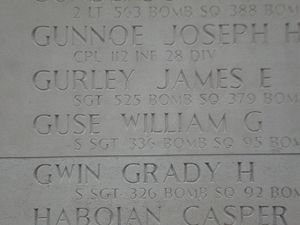 2 LT 563 BOMB SQ 388 BOM
GUNNOE JOSEPH H
CPL 112 INF 28 DIV
GURLEY JAMES E
SGT 525 BOMB SQ 379 BOM
GUSE WILLIAM G
S SGT 336 BOMB SQ 95 BOM
GWIN GRADY H
S SGT 326 BOMB SQ 92 BOM
HABOIAN CASPER